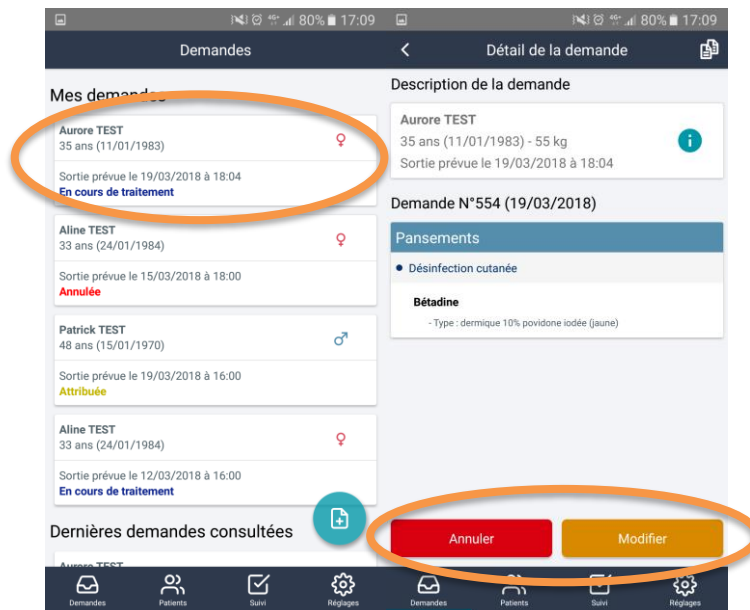 80% 17:09
Demandes
Mes demandes
Aurore TEST
35 ans (11/01/1983)
Sortie prévue le 19/03/2018 à 18:04
En cours de traitement
Aline TEST
33 ans (24/01/1984)
Sortie prévue le 15/03/2018 à 18:00
Annulée
Patrick TEST
48 ans (15/01/1970)
Sortie prévue le 19/03/2018 à 16:00
Attribuée
Aline TEST
33 ans (24/01/1984)
Sortie prévue le 12/03/2018 à 16:00
En cours de traitement
Dernières demandes consultées
Aurore TEST
Demandes Patients Suivi Réglages
80% 17:09
Détail de la demande
Description de la demande
Aurore TEST
35 ans (11/01/1983) - 55 kg
Sortie prévue le 19/03/2018 à 18:04
Demande N°554 (19/03/2018)
Pansements
• Désinfection cutanée
Bétadine
- Type : dermique 10% povidone iodée (jaune)
Annuler Modifier
Demandes Patients Suivi Réglages